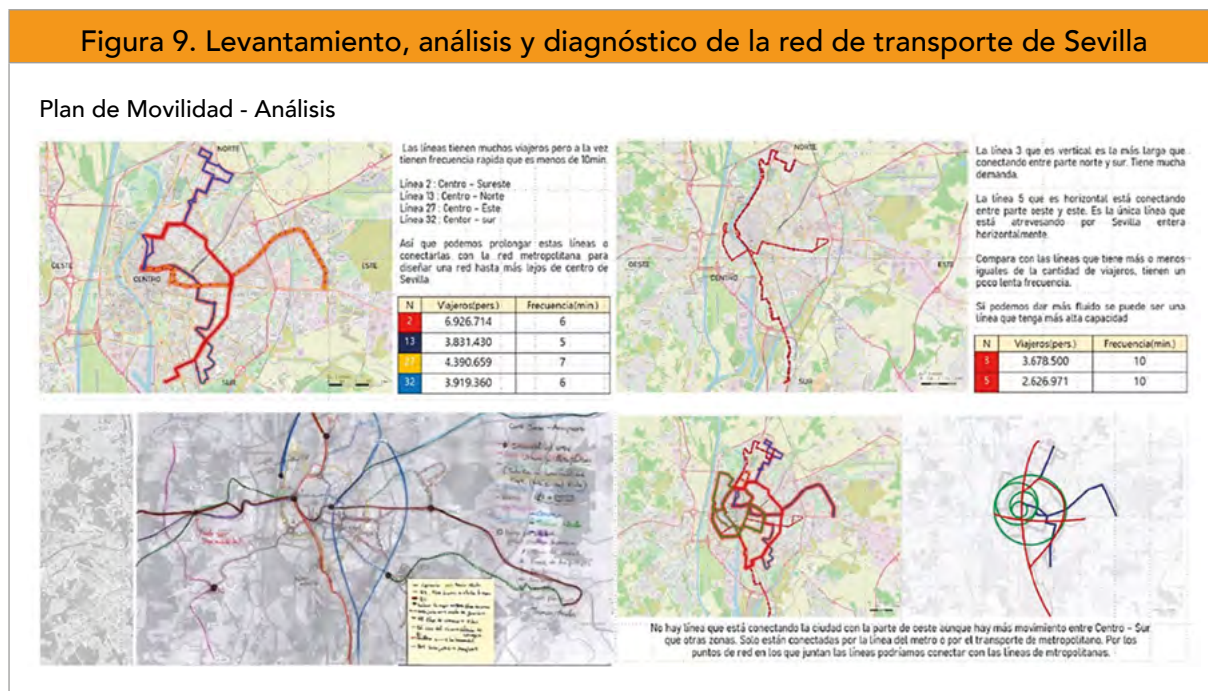 Figura 9. Levantamiento, análisis y diagnóstico de la red de transporte de Sevilla
Plan de Movilidad - Análisis
NORTE
OESTE
CENTRO
ESTE
SUR
Las líneas tienen muchos viajeros pero a la vez
tienen frecuencia rapida que es menos de 10min.
Línea 2 : Centro - Sureste
Línea 13 : Centro - Norte
Línea 27 : Centro - Este
Línea 32 : Centor - sur
Así que podemos prolongar estas líneas o
conectarlas con la red metropolitana para
diseñar una red hasta más lejos de centro de
Sevilla
N Viajeros(pers.) Frecuencia(min.)
2 6.926.714 6
13 3.831.430 5
27 4.390.659 7
32 3.919.360 6
NORTE
OESTE
CENTRO
ESTE
SUR
La línea 3 que es vertical es la más larga que
conectando entre parte norte y sur. Tiene mucha
demanda.
La línea 5 que es horizontal está conectando
entre parte oeste y este. Es la única línea que
está atrevesando por Sevilla entera
horizontalmente.
Compara con las líneas que tiene más o menos
iguales de la cantidad de viajeros, tienen un
poco lenta frecuencia.
Si podemos dar más fluido se puede ser una
línea que tenga más alta capacidad
N Viajeros(pers.) Frecuencia(min.)
3 3.678.500 10
5 2.626.971 10
No hay línea que está conectando la ciudad con la parte de oeste aunque hay más movimiento entre Centro - Sur
que otras zonas. Solo están conectadas por la línea del metro o por el transporte de metropolitano. Por los
puntos de red en los que juntan las líneas podríamos conectar con las líneas de mtropolitanas.